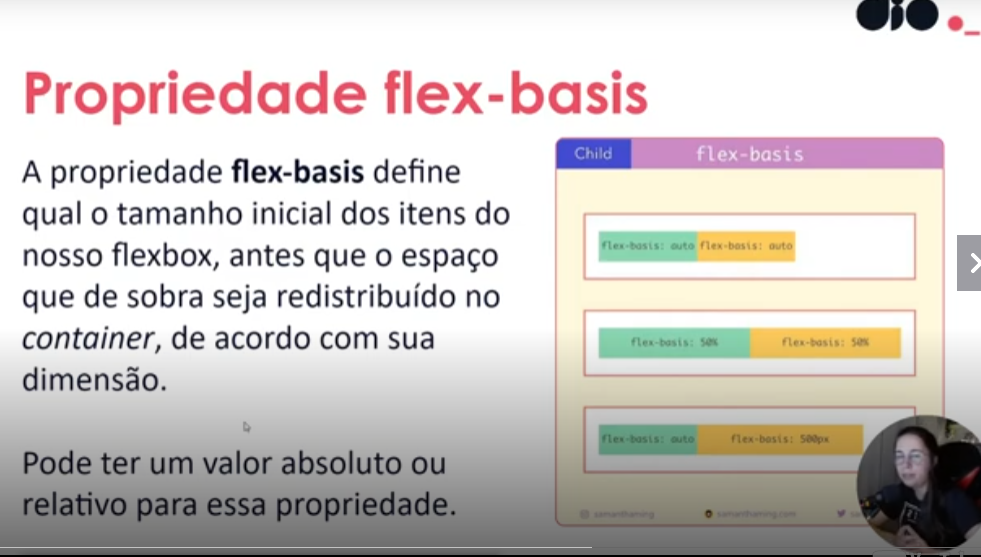 dio
Propriedade flex-basis
A propriedade flex-basis define
qual o tamanho inicial dos itens do
nosso flexbox, antes que o espaço
que de sobra seja redistribuído no
container, de acordo com sua
dimensão.
Pode ter um valor absoluto ou
relativo para essa propriedade.
Child flex-basis
flex-basis: auto flex-basis: auto
flex-basis: 50% flex-basis: 50%
flex-basis: auto flex-basis: 500px
samanthaming samanthaming.com